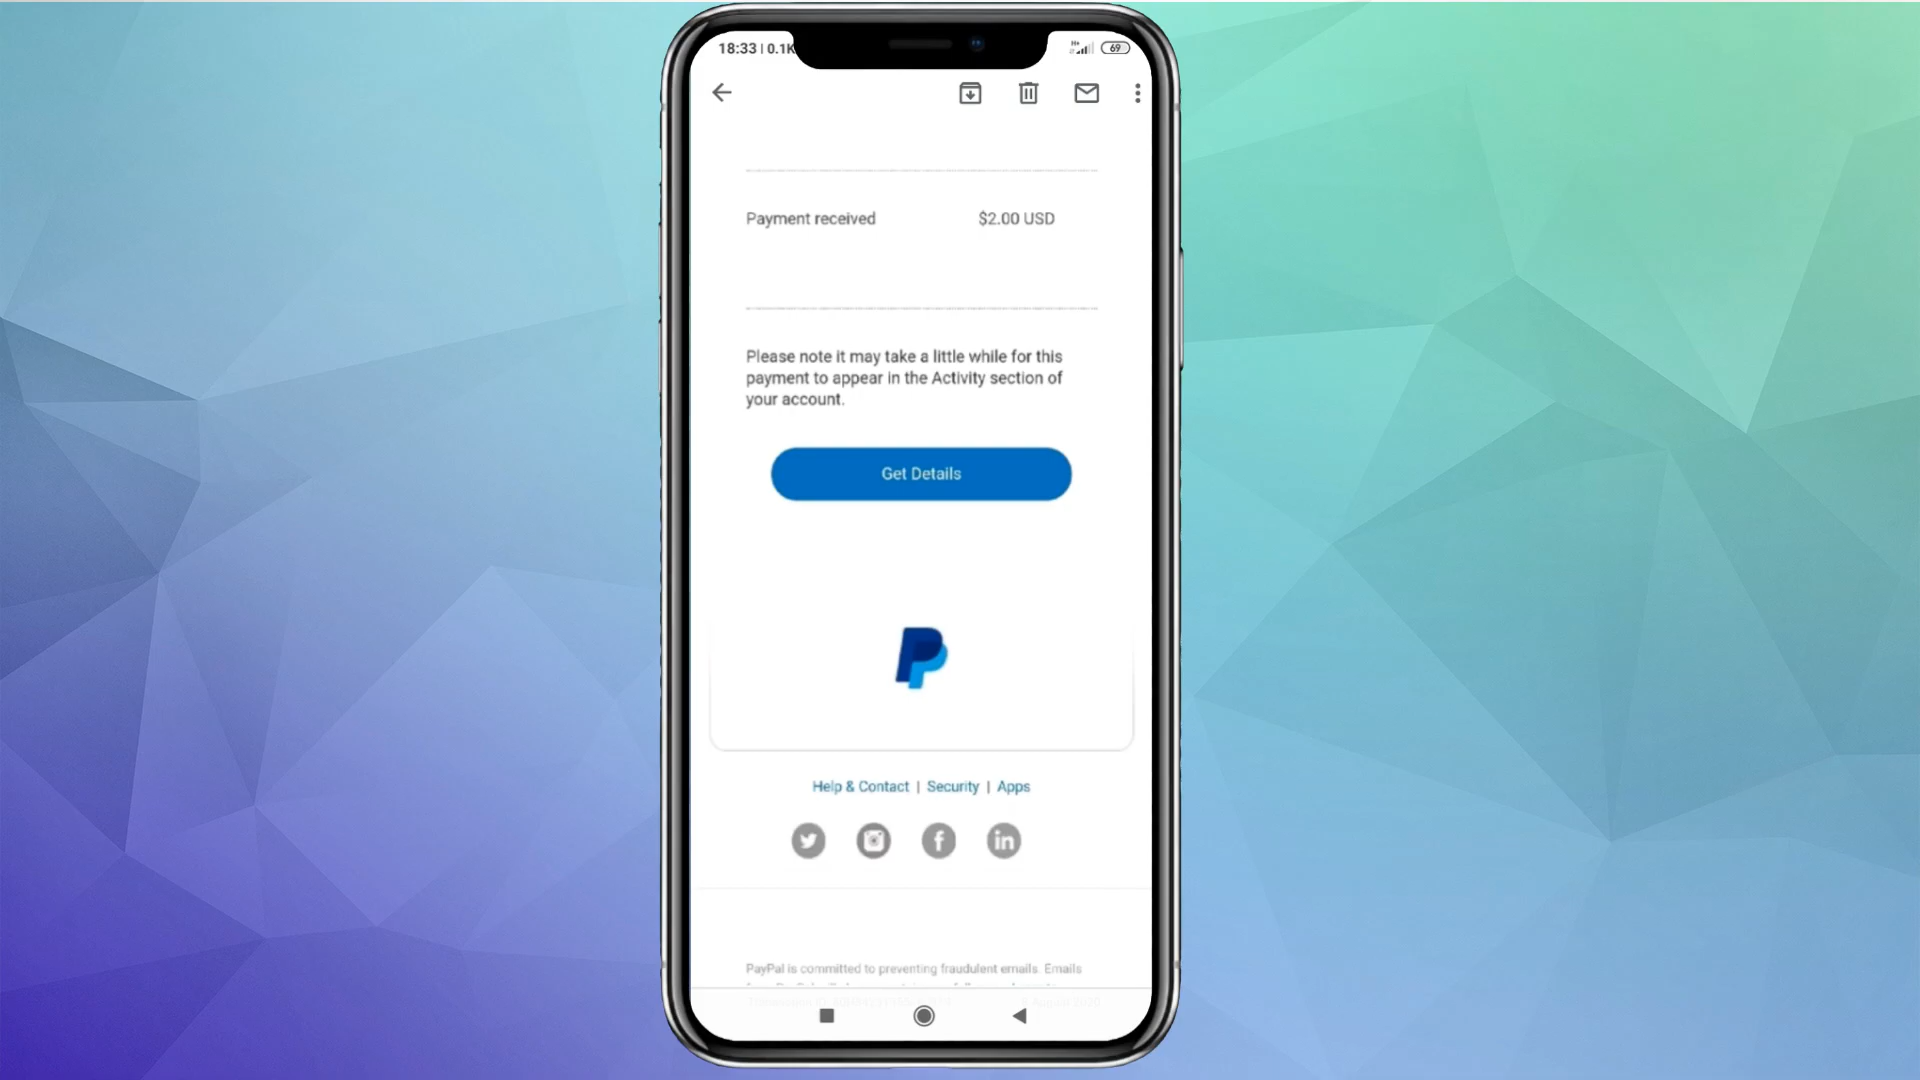 18:33 | 0.1K
69
Payment received $2.00 USD
Please note it may take a little while for this
payment to appear in the Activity section of
your account.
Get Details
Help & Contact | Security | Apps
PayPal is committed to preventing fraudulent emails. Emails